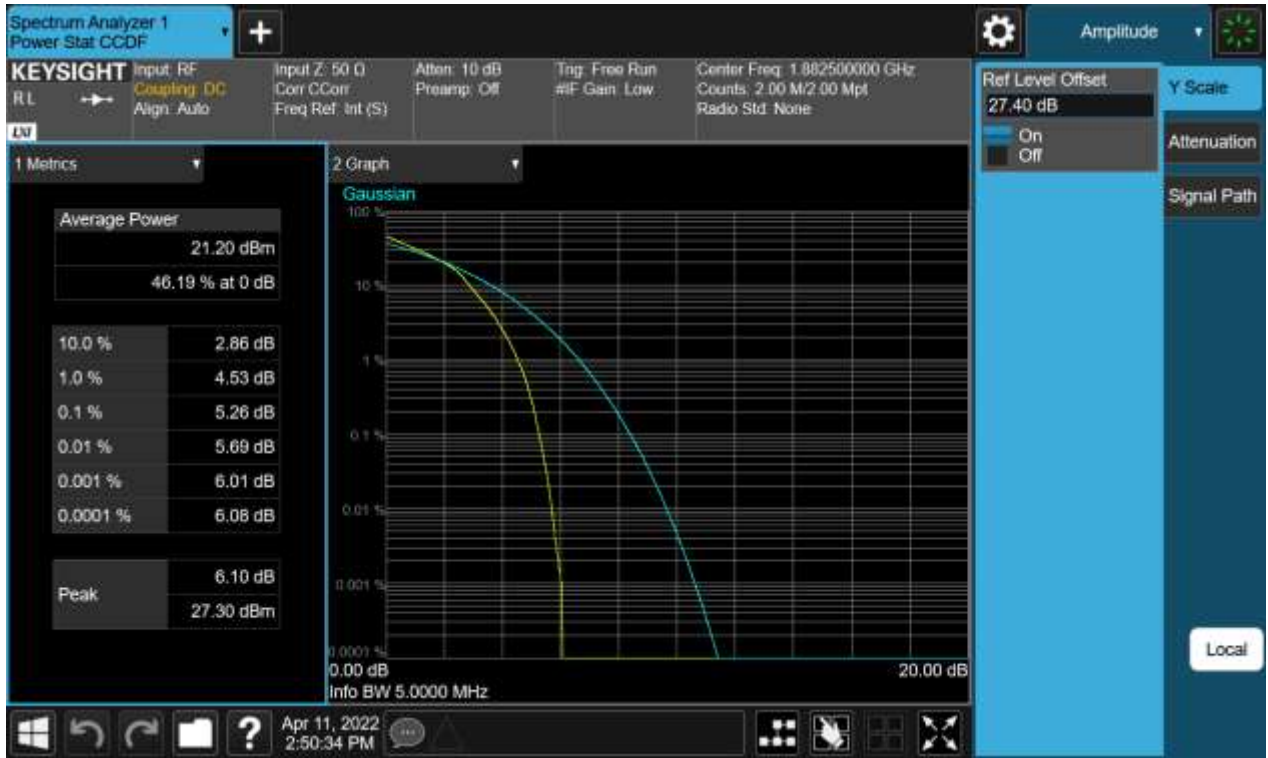 Spectrum Analyzer 1
Power Stat CCDF
+
Amplitude
KEYSIGHT
RL
LXI
Input: RF
Coupling: DC
Align: Auto
Input Z: 50 Ω
Corr CCorr
Freq Ref: Int (S)
Atten: 10 dB
Preamp: Off
Trig: Free Run
#IF Gain: Low
Center Freq: 1.882500000 GHz
Counts: 2.00 M/2.00 Mpt
Radio Std: None
Ref Level Offset
27.40 dB
On
Off
Y Scale
Attenuation
Signal Path
Local
1 Metrics
Average Power
21.20 dBm
46.19 % at 0 dB
10.0 % 2.86 dB
1.0 % 4.53 dB
0.1 % 5.26 dB
0.01 % 5.69 dB
0.001 % 6.01 dB
0.0001 % 6.08 dB
Peak
6.10 dB
27.30 dBm
2 Graph
Gaussian
100 %
10 %
1 %
0.1 %
0.01 %
0.001 %
0.0001 %
0.00 dB 20.00 dB
Info BW 5.0000 MHz
?
Apr 11, 2022
2:50:34 PM